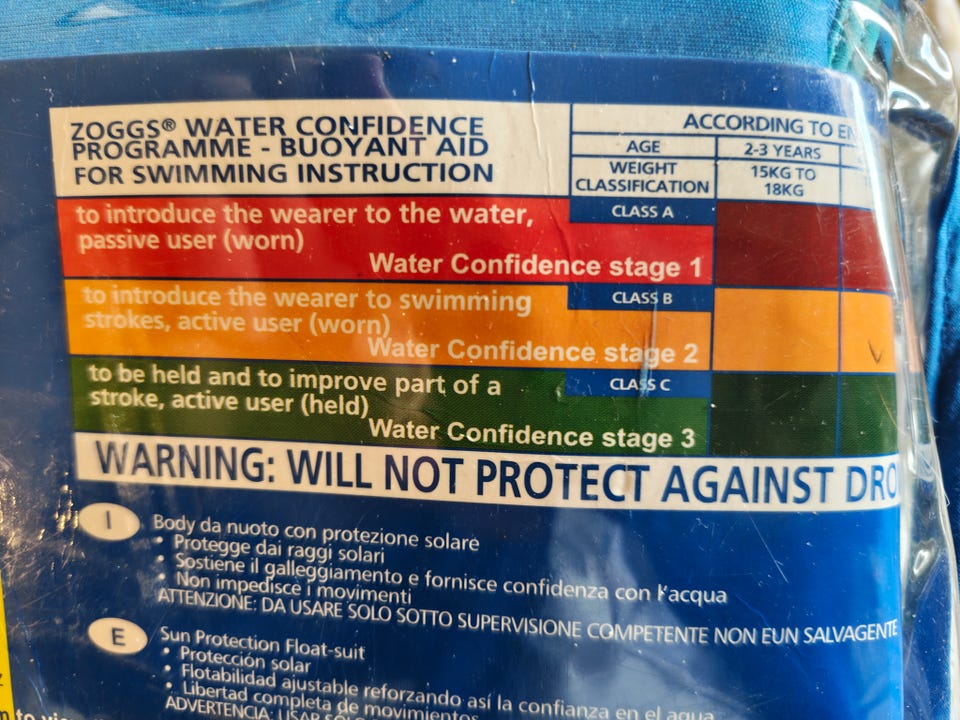 ZOGGS® WATER CONFIDENCE
PROGRAMME - BUOYANT AID
FOR SWIMMING INSTRUCTION
ACCORDING TO EN
AGE
2-3 YEARS
WEIGHT
CLASSIFICATION
15KG TO
18KG
to introduce the wearer to the water,
passive user (worn)
CLASS A
Water Confidence stage 1
to introduce the wearer to swimming
strokes, active user (worn)
CLASS B
Water Confidence stage 2
to be held and to improve part of a
stroke, active user (held)
CLASS C
Water Confidence stage 3
WARNING: WILL NOT PROTECT AGAINST DRO
I
Body da nuoto con protezione solare
• Protegge dai raggi solari
• Sostiene il galleggiamento e fornisce confidenza con l'acqua
• Non impedisce i movimenti
ATTENZIONE: DA USARE SOLO SOTTO SUPERVISIONE COMPETENTE NON EUN SALVAGENTE
E
Sun Protection Float-suit
• Protección solar
• Flotabilidad ajustable reforzando así la confianza en el agua
• Libertad completa de movimientos
ADVERTENCIA: USAR SOLO